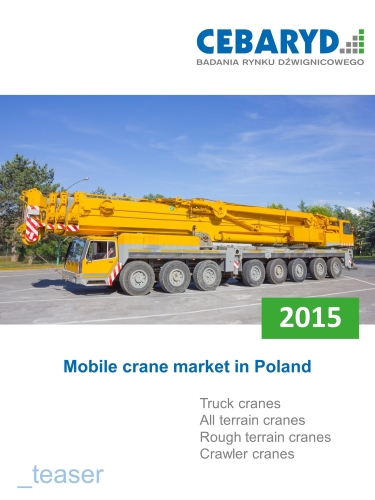 CEBARYD
BADANIA RYNKU DŹWIGNICOWEGO
2015
Mobile crane market in Poland
Truck cranes
All terrain cranes
Rough terrain cranes
Crawler cranes
_teaser